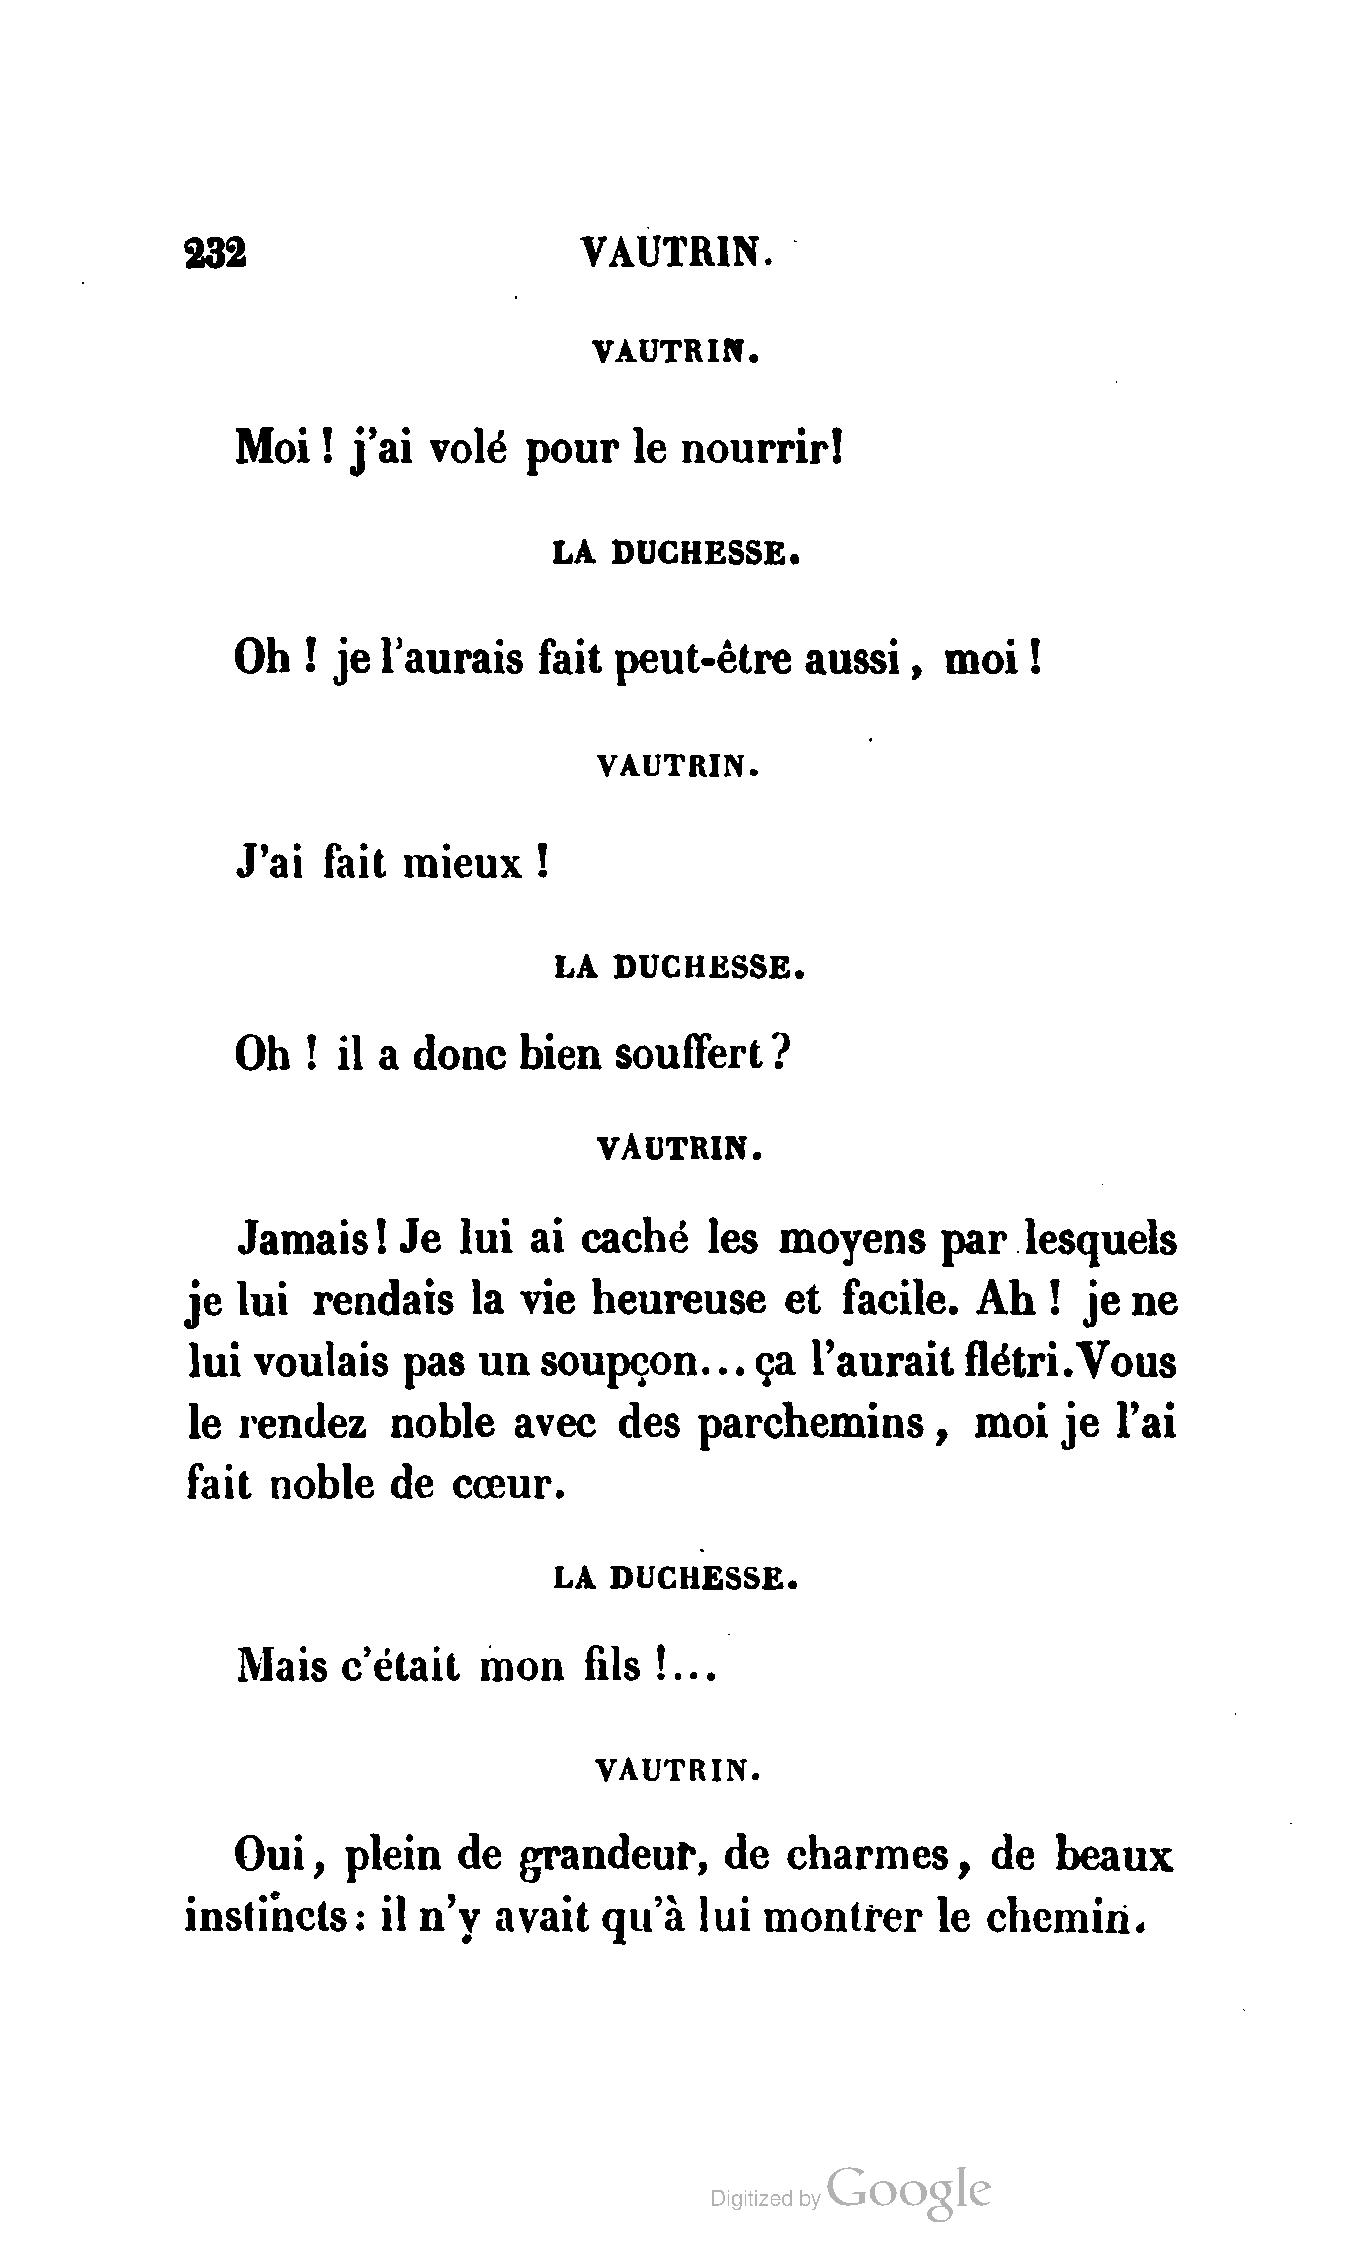 232 VAUTRIN.
VAUTRIN.
Moi ! j'ai volé pour le nourrir!
LA DUCHESSE.
Oh ! je l'aurais fait peut-être aussi , moi !
VAUTRIN.
J'ai fait mieux !
LA DUCHESSE.
Oh ! il a donc bien souffert ?
VAUTRIN.
Jamais ! Je lui ai caché les moyens par lesquels
je lui rendais la vie heureuse et facile. Ah ! je ne
lui voulais pas un soupçon... ça l'aurait flétri. Vous
le rendez noble avec des parchemins , moi je l'ai
fait noble de cœur.
LA DUCHESSE.
Mais c'était mon fils !...
VAUTRIN.
Oui, plein de grandeur, de charmes, de beaux
instincts : il n'y avait qu'à lui montrer le chemin.
Digitized by Google